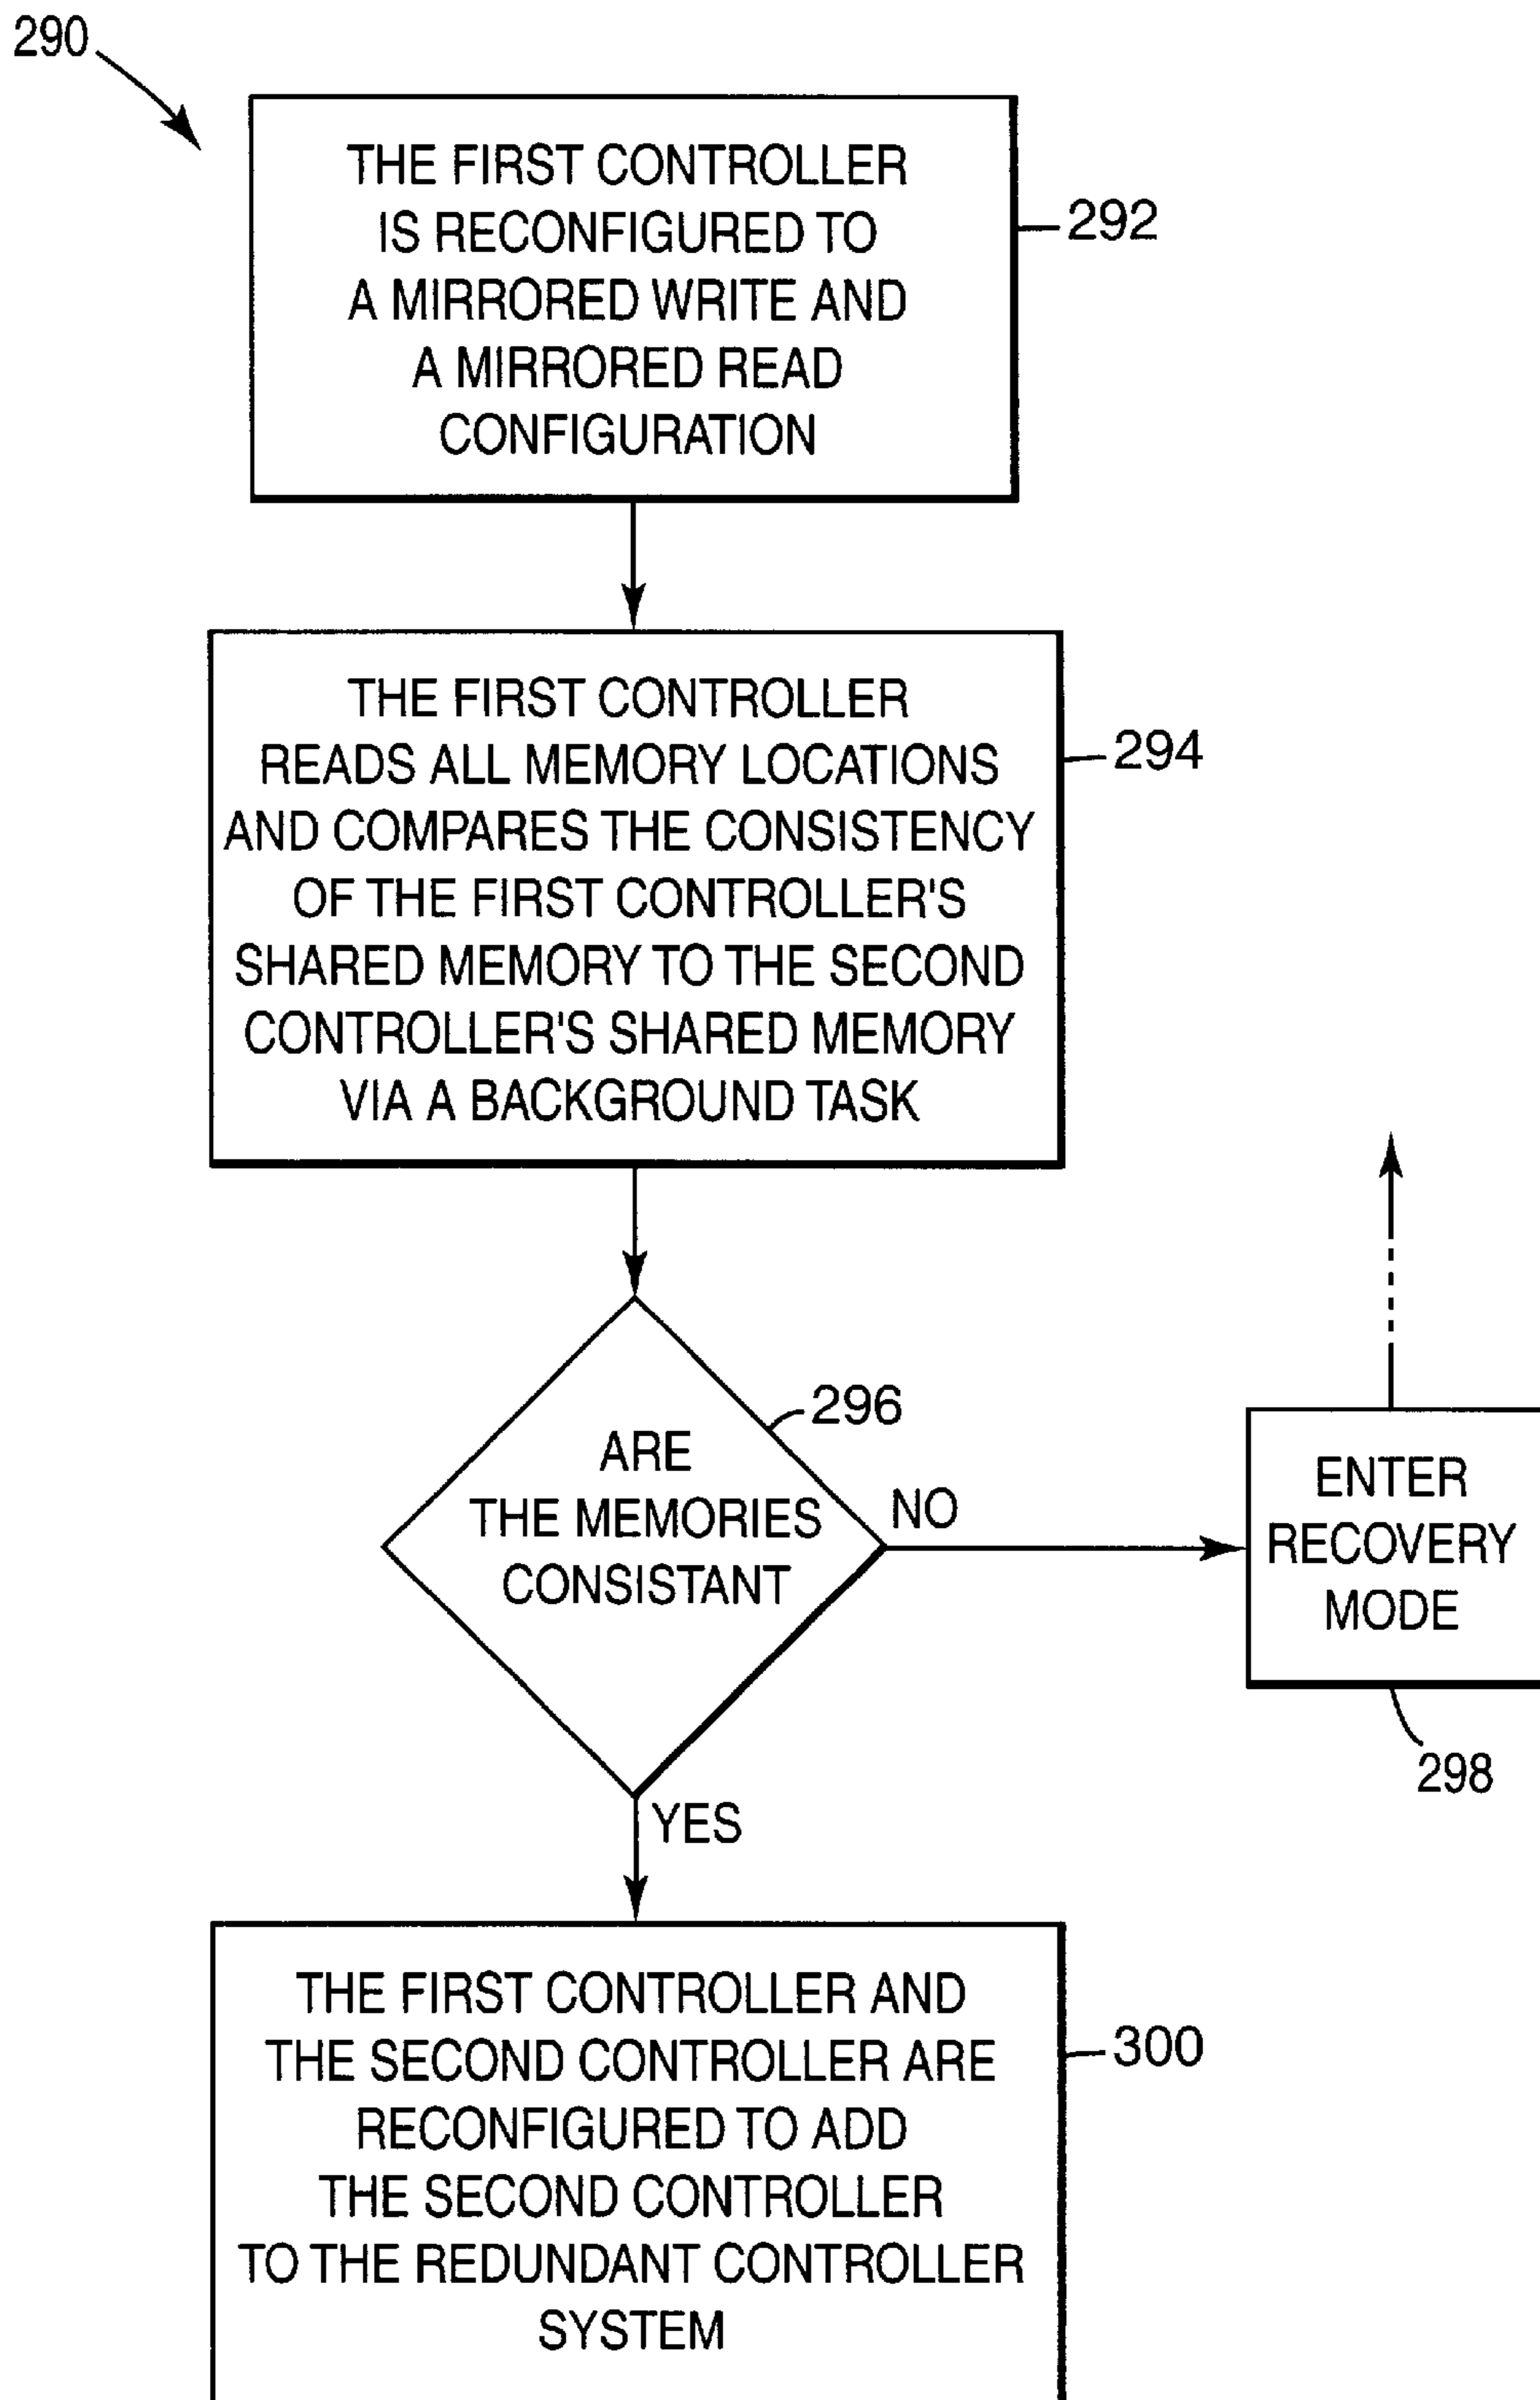 290
THE FIRST CONTROLLER
IS RECONFIGURED TO
A MIRRORED WRITE AND
A MIRRORED READ
CONFIGURATION
292
THE FIRST CONTROLLER
READS ALL MEMORY LOCATIONS
AND COMPARES THE CONSISTENCY
OF THE FIRST CONTROLLER'S
SHARED MEMORY TO THE SECOND
CONTROLLER'S SHARED MEMORY
VIA A BACKGROUND TASK
294
ARE
THE MEMORIES
CONSISTANT
296
NO
ENTER
RECOVERY
MODE
298
YES
THE FIRST CONTROLLER AND
THE SECOND CONTROLLER ARE
RECONFIGURED TO ADD
THE SECOND CONTROLLER
TO THE REDUNDANT CONTROLLER
SYSTEM
300